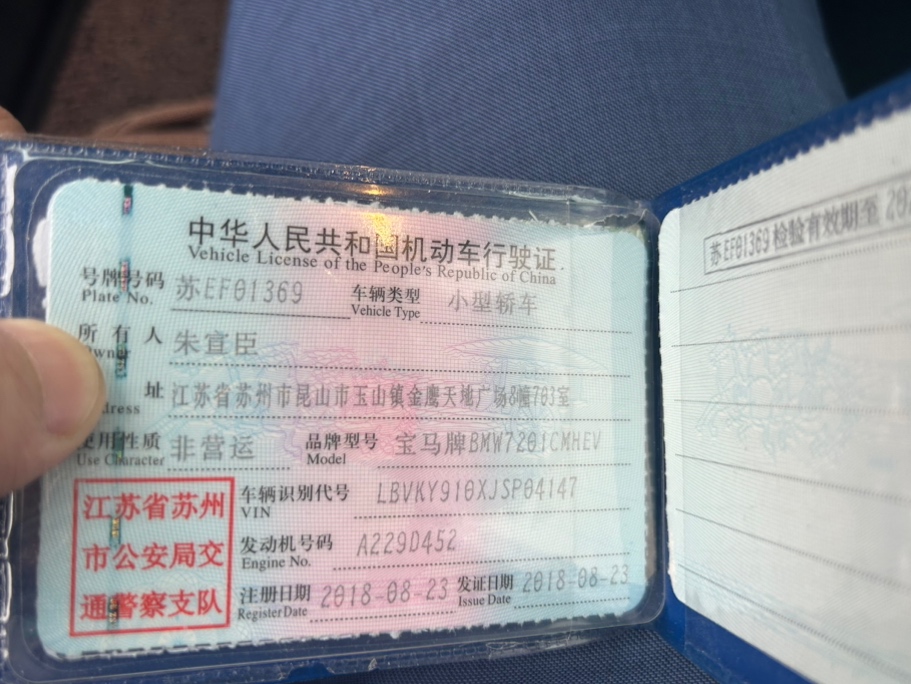 中华人民共和国机动车行驶证
Vehicle License of the People's Republic of China
号牌号码 苏EF01369 车辆类型 小型轿车
Plate No. Vehicle Type
所有人 朱宣臣
Owner
址 江苏省苏州市昆山市玉山镇金鹰天地广场8幢703室
dress
使用性质 非营运 品牌型号 宝马牌BMW7201CMHEV
Use Character Model
江苏省苏州
市公安局交
通警察支队
车辆识别代号 LBVKY910XJSP04147
VIN
发动机号码 A229D452
Engine No.
注册日期 2018-08-23 发证日期 2018-08-23
Register Date Issue Date
苏EF01369检验有效期至20